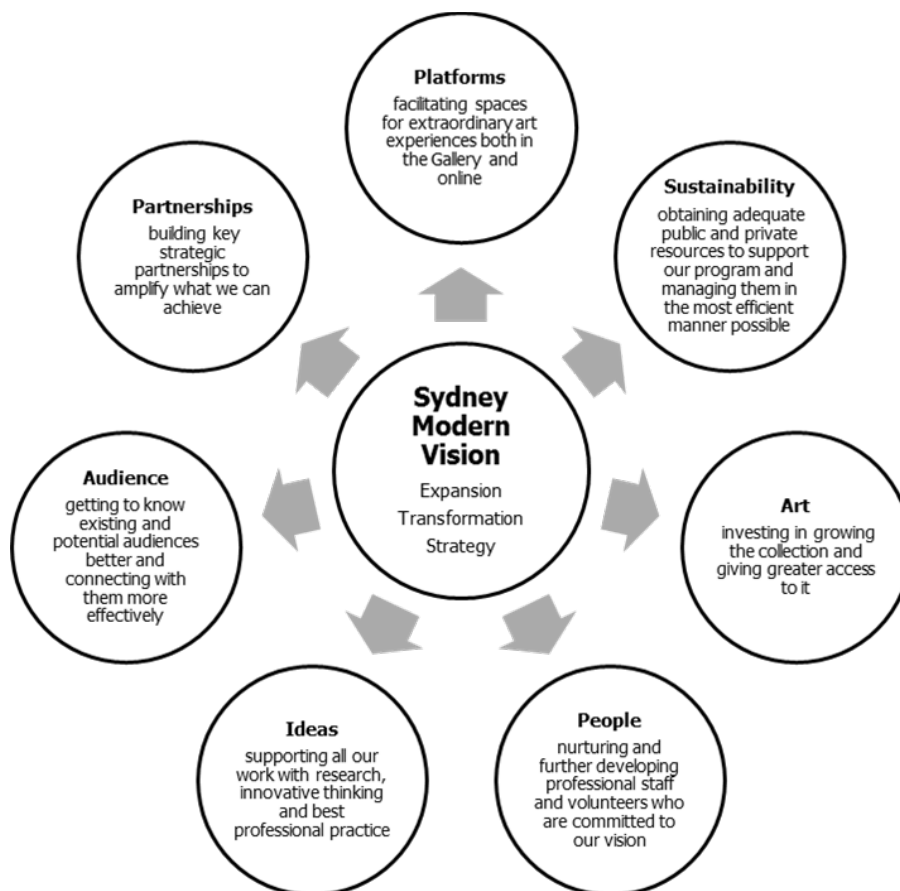 Platforms
facilitating spaces
for extraordinary art
experiences both in
the Gallery and
online
Sustainability
obtaining adequate
public and private
resources to support
our program and
managing them in
the most efficient
manner possible
Art
investing in growing
the collection and
giving greater access
to it
People
nurturing and
further developing
professional staff
and volunteers who
are committed to
our vision
Ideas
supporting all our
work with research,
innovative thinking
and best
professional practice
Audience
getting to know
existing and
potential audiences
better and
connecting with
them more
effectively
Partnerships
building key
strategic
partnerships to
amplify what we can
achieve
Sydney
Modern
Vision
Expansion
Transformation
Strategy